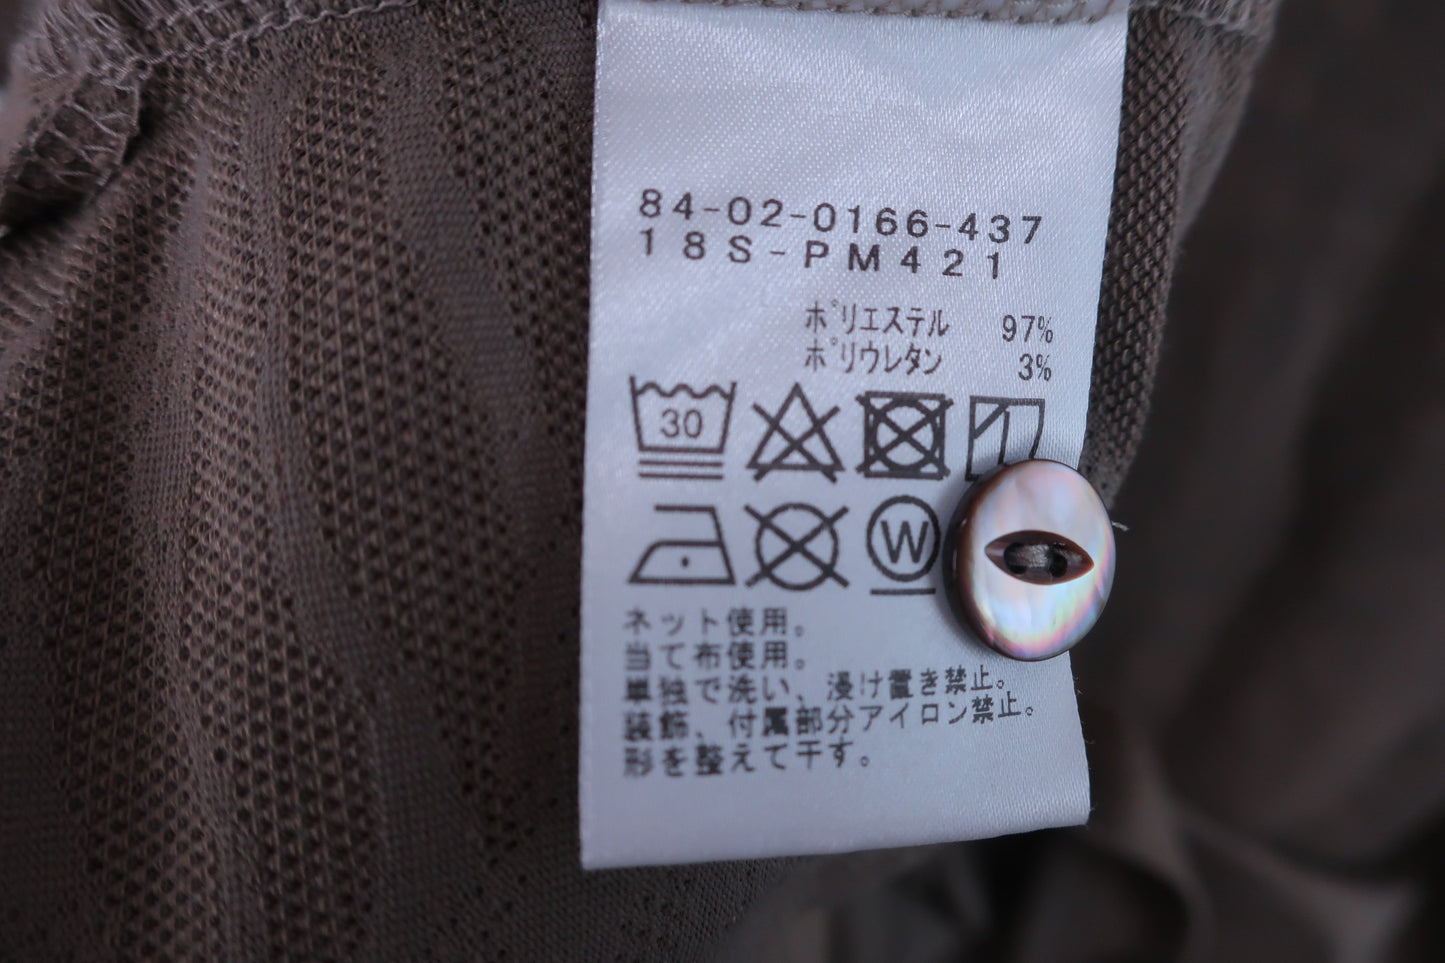 84-02-0166-437
18S-PM421
ポリエステル 97%
ポリウレタン 3%
30
W
ネット使用。
当て布使用。
単独で洗い、浸け置き禁止。
装飾、付属部分アイロン禁止。
形を整えて干す。